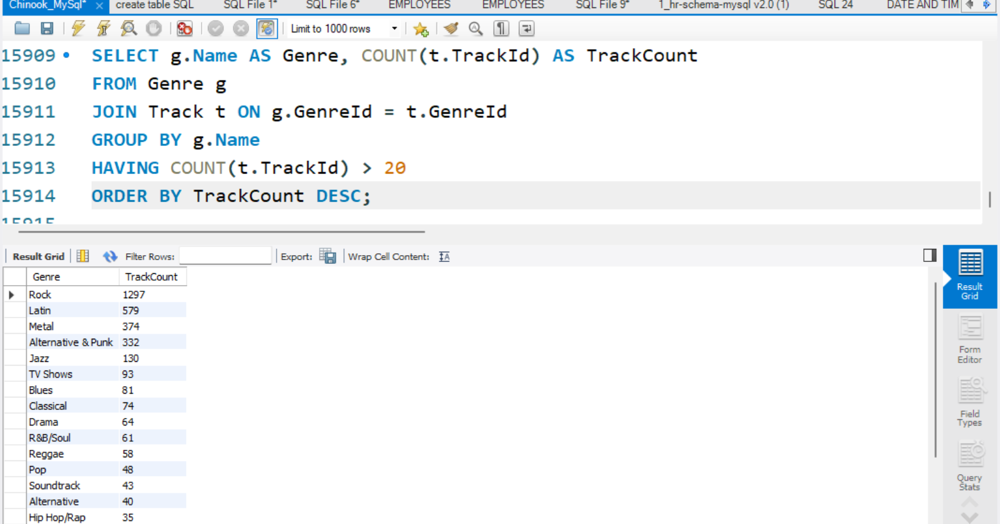 Chinook_MySql* × create table SQL SQL File 1* SQL File 6* EMPLOYEES EMPLOYEES SQL File 9* 1_hr-schema-mysql v2.0 (1) SQL 24 DATE AND TIM
Limit to 1000 rows
15909 SELECT g.Name AS Genre, COUNT(t.TrackId) AS TrackCount
15910 FROM Genre g
15911 JOIN Track t ON g.GenreId = t.GenreId
15912 GROUP BY g.Name
15913 HAVING COUNT(t.TrackId) > 20
15914 ORDER BY TrackCount DESC;
15915
Result Grid Filter Rows: Export: Wrap Cell Content: IA
Genre TrackCount
Rock 1297
Latin 579
Metal 374
Alternative & Punk 332
Jazz 130
TV Shows 93
Blues 81
Classical 74
Drama 64
R&B/Soul 61
Reggae 58
Pop 48
Soundtrack 43
Alternative 40
Hip Hop/Rap 35
Result
Grid
Form
Editor
Field
Types
Query
Stats